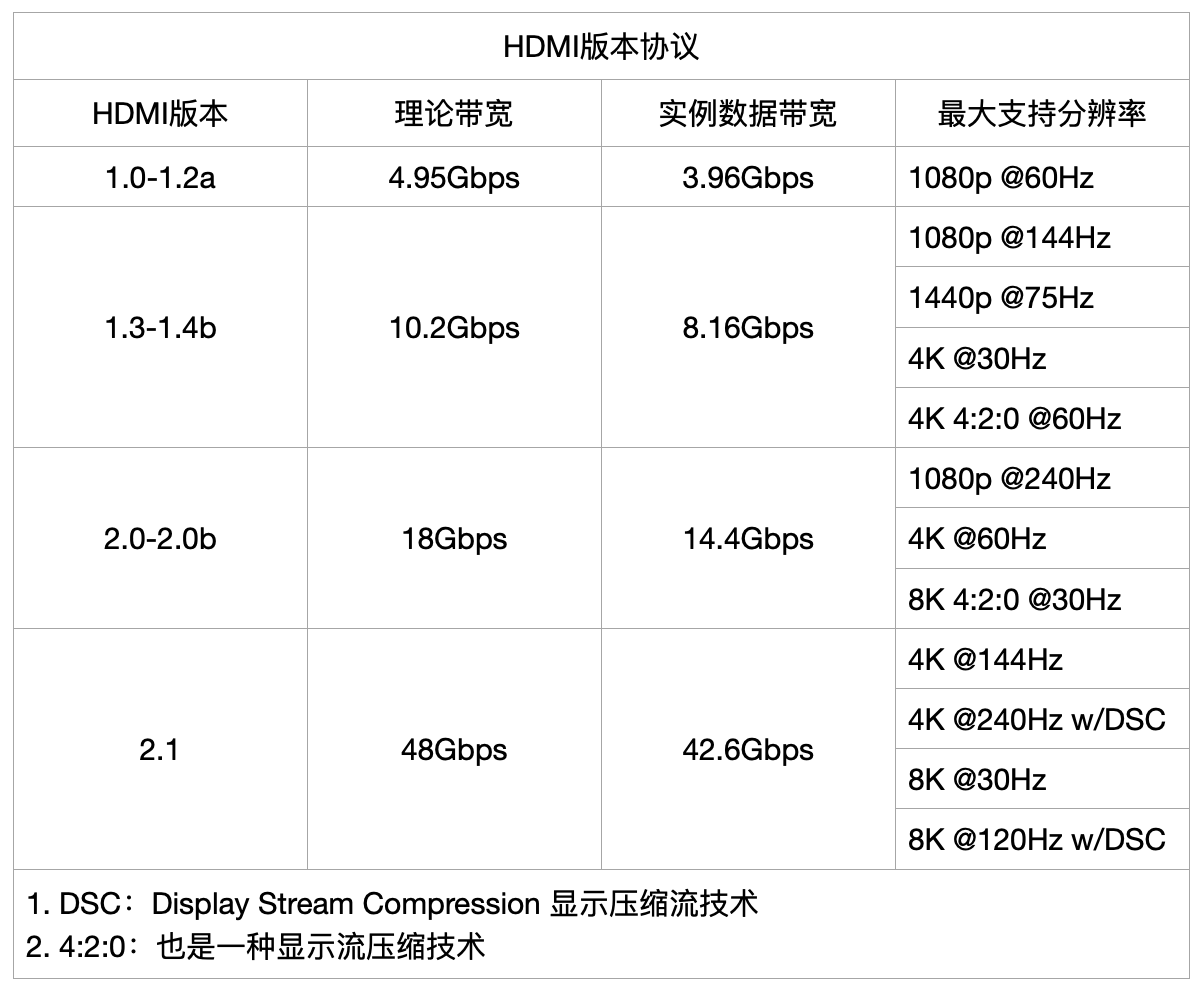 HDMI版本协议
HDMI版本 理论带宽 实例数据带宽 最大支持分辨率
1.0-1.2a 4.95Gbps 3.96Gbps 1080p @60Hz
1.3-1.4b 10.2Gbps 8.16Gbps 1080p @144Hz
1440p @75Hz
4K @30Hz
4K 4:2:0 @60Hz
2.0-2.0b 18Gbps 14.4Gbps 1080p @240Hz
4K @60Hz
8K 4:2:0 @30Hz
2.1 48Gbps 42.6Gbps 4K @144Hz
4K @240Hz w/DSC
8K @30Hz
8K @120Hz w/DSC
1. DSC：Display Stream Compression 显示压缩流技术
2. 4:2:0：也是一种显示流压缩技术